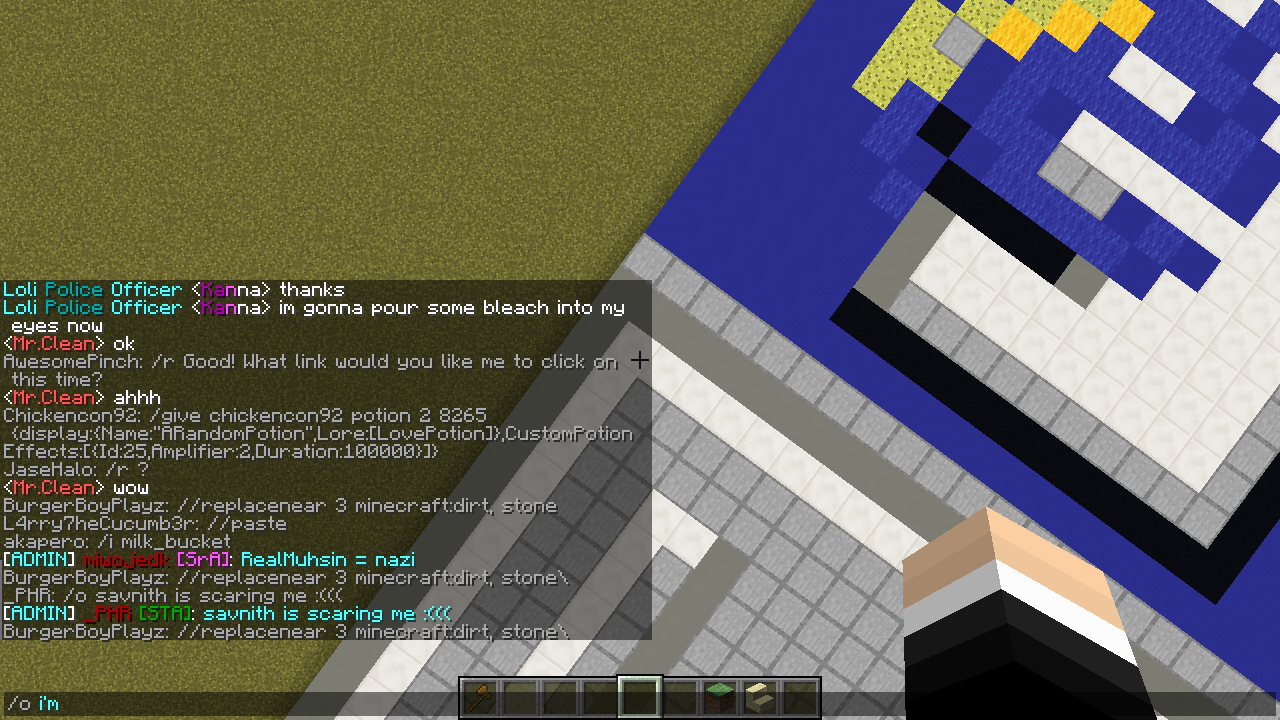 Loli Police Officer <Kanna> thanks
Loli Police Officer <Kanna> im gonna pour some bleach into my
eyes now
<Mr.Clean> ok
AwesomePinch: /r Good! What link would you like me to click on
this time?
<Mr.Clean> ahhh
Chickencon92: /give chickencon92 potion 2 8265
{display:{Name:"ARandomPotion",Lore:[LovePotion]},CustomPotion
Effects:[{Id:25,Amplifier:2,Duration:100000}]}
JaseHalo: /r ?
<Mr.Clean> wow
BurgerBoyPlayz: //replacenear 3 minecraft:dirt, stone
L4rry7heCucumb3r: //paste
akapero: /i milk_bucket
[ADMIN] miwojedk [SrA]: RealMuhsin = nazi
BurgerBoyPlayz: //replacenear 3 minecraft:dirt, stone\
_PHR: /o savnith is scaring me :(((
[ADMIN] _PHR [STA]: savnith is scaring me :(((
BurgerBoyPlayz: //replacenear 3 minecraft:dirt, stone\
/o i'm